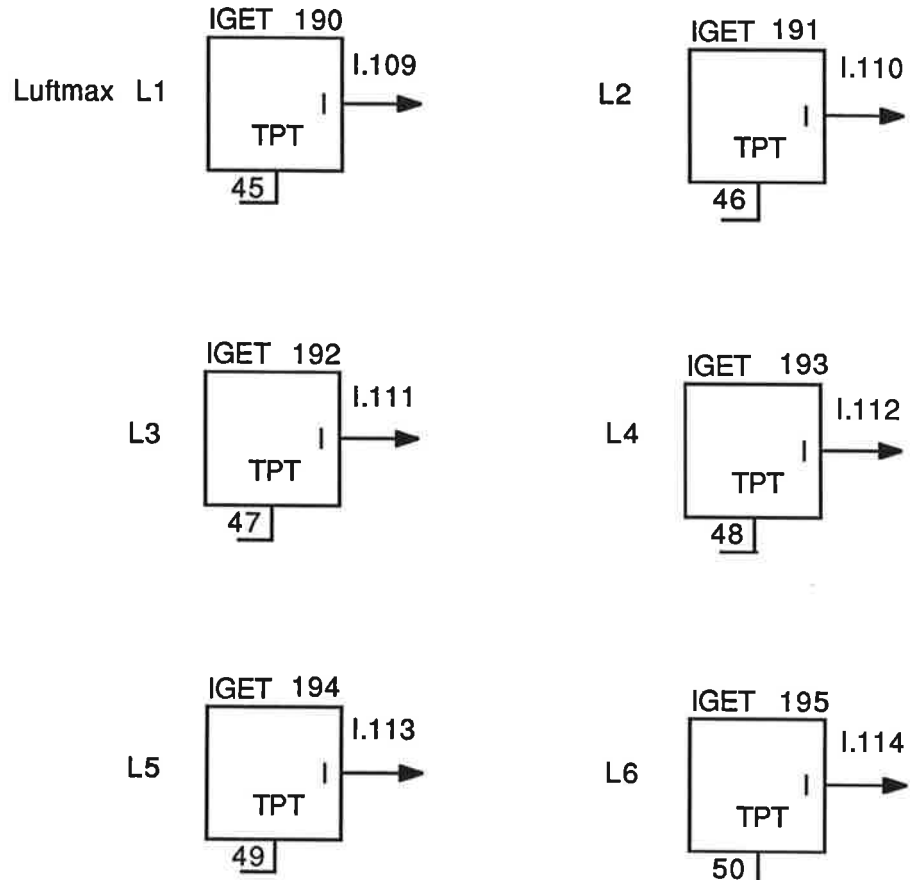 IGET 190
Luftmax L1
I.109
I
TPT
45
IGET 191
L2
I.110
I
TPT
46
IGET 192
L3
I.111
I
TPT
47
IGET 193
L4
I.112
I
TPT
48
IGET 194
L5
I.113
I
TPT
49
IGET 195
L6
I.114
I
TPT
50